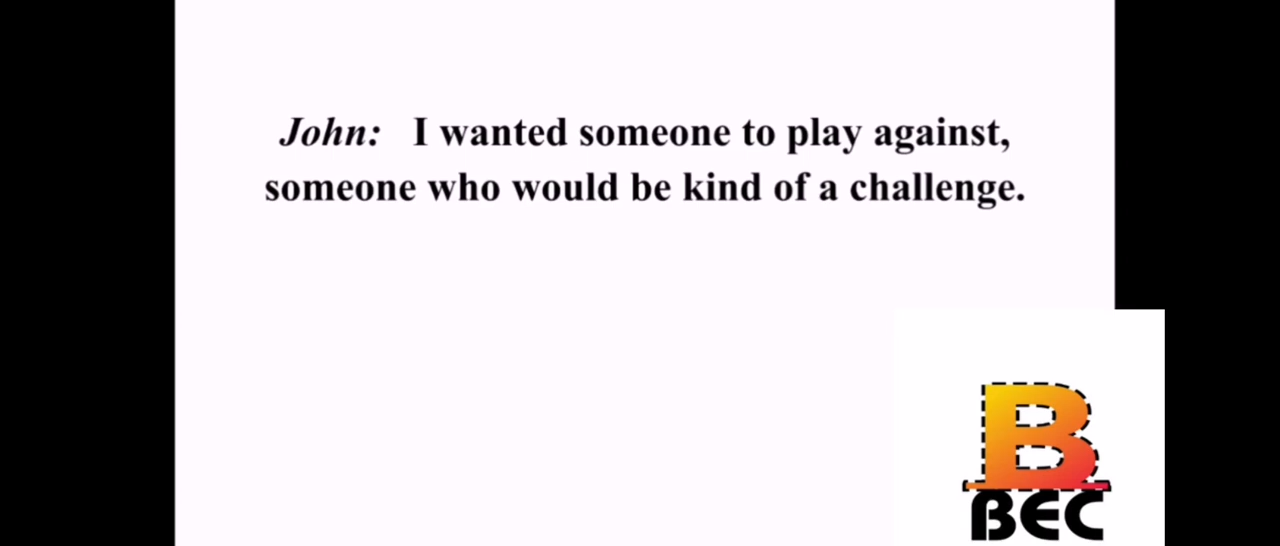 John: I wanted someone to play against,
someone who would be kind of a challenge.
B
BEC